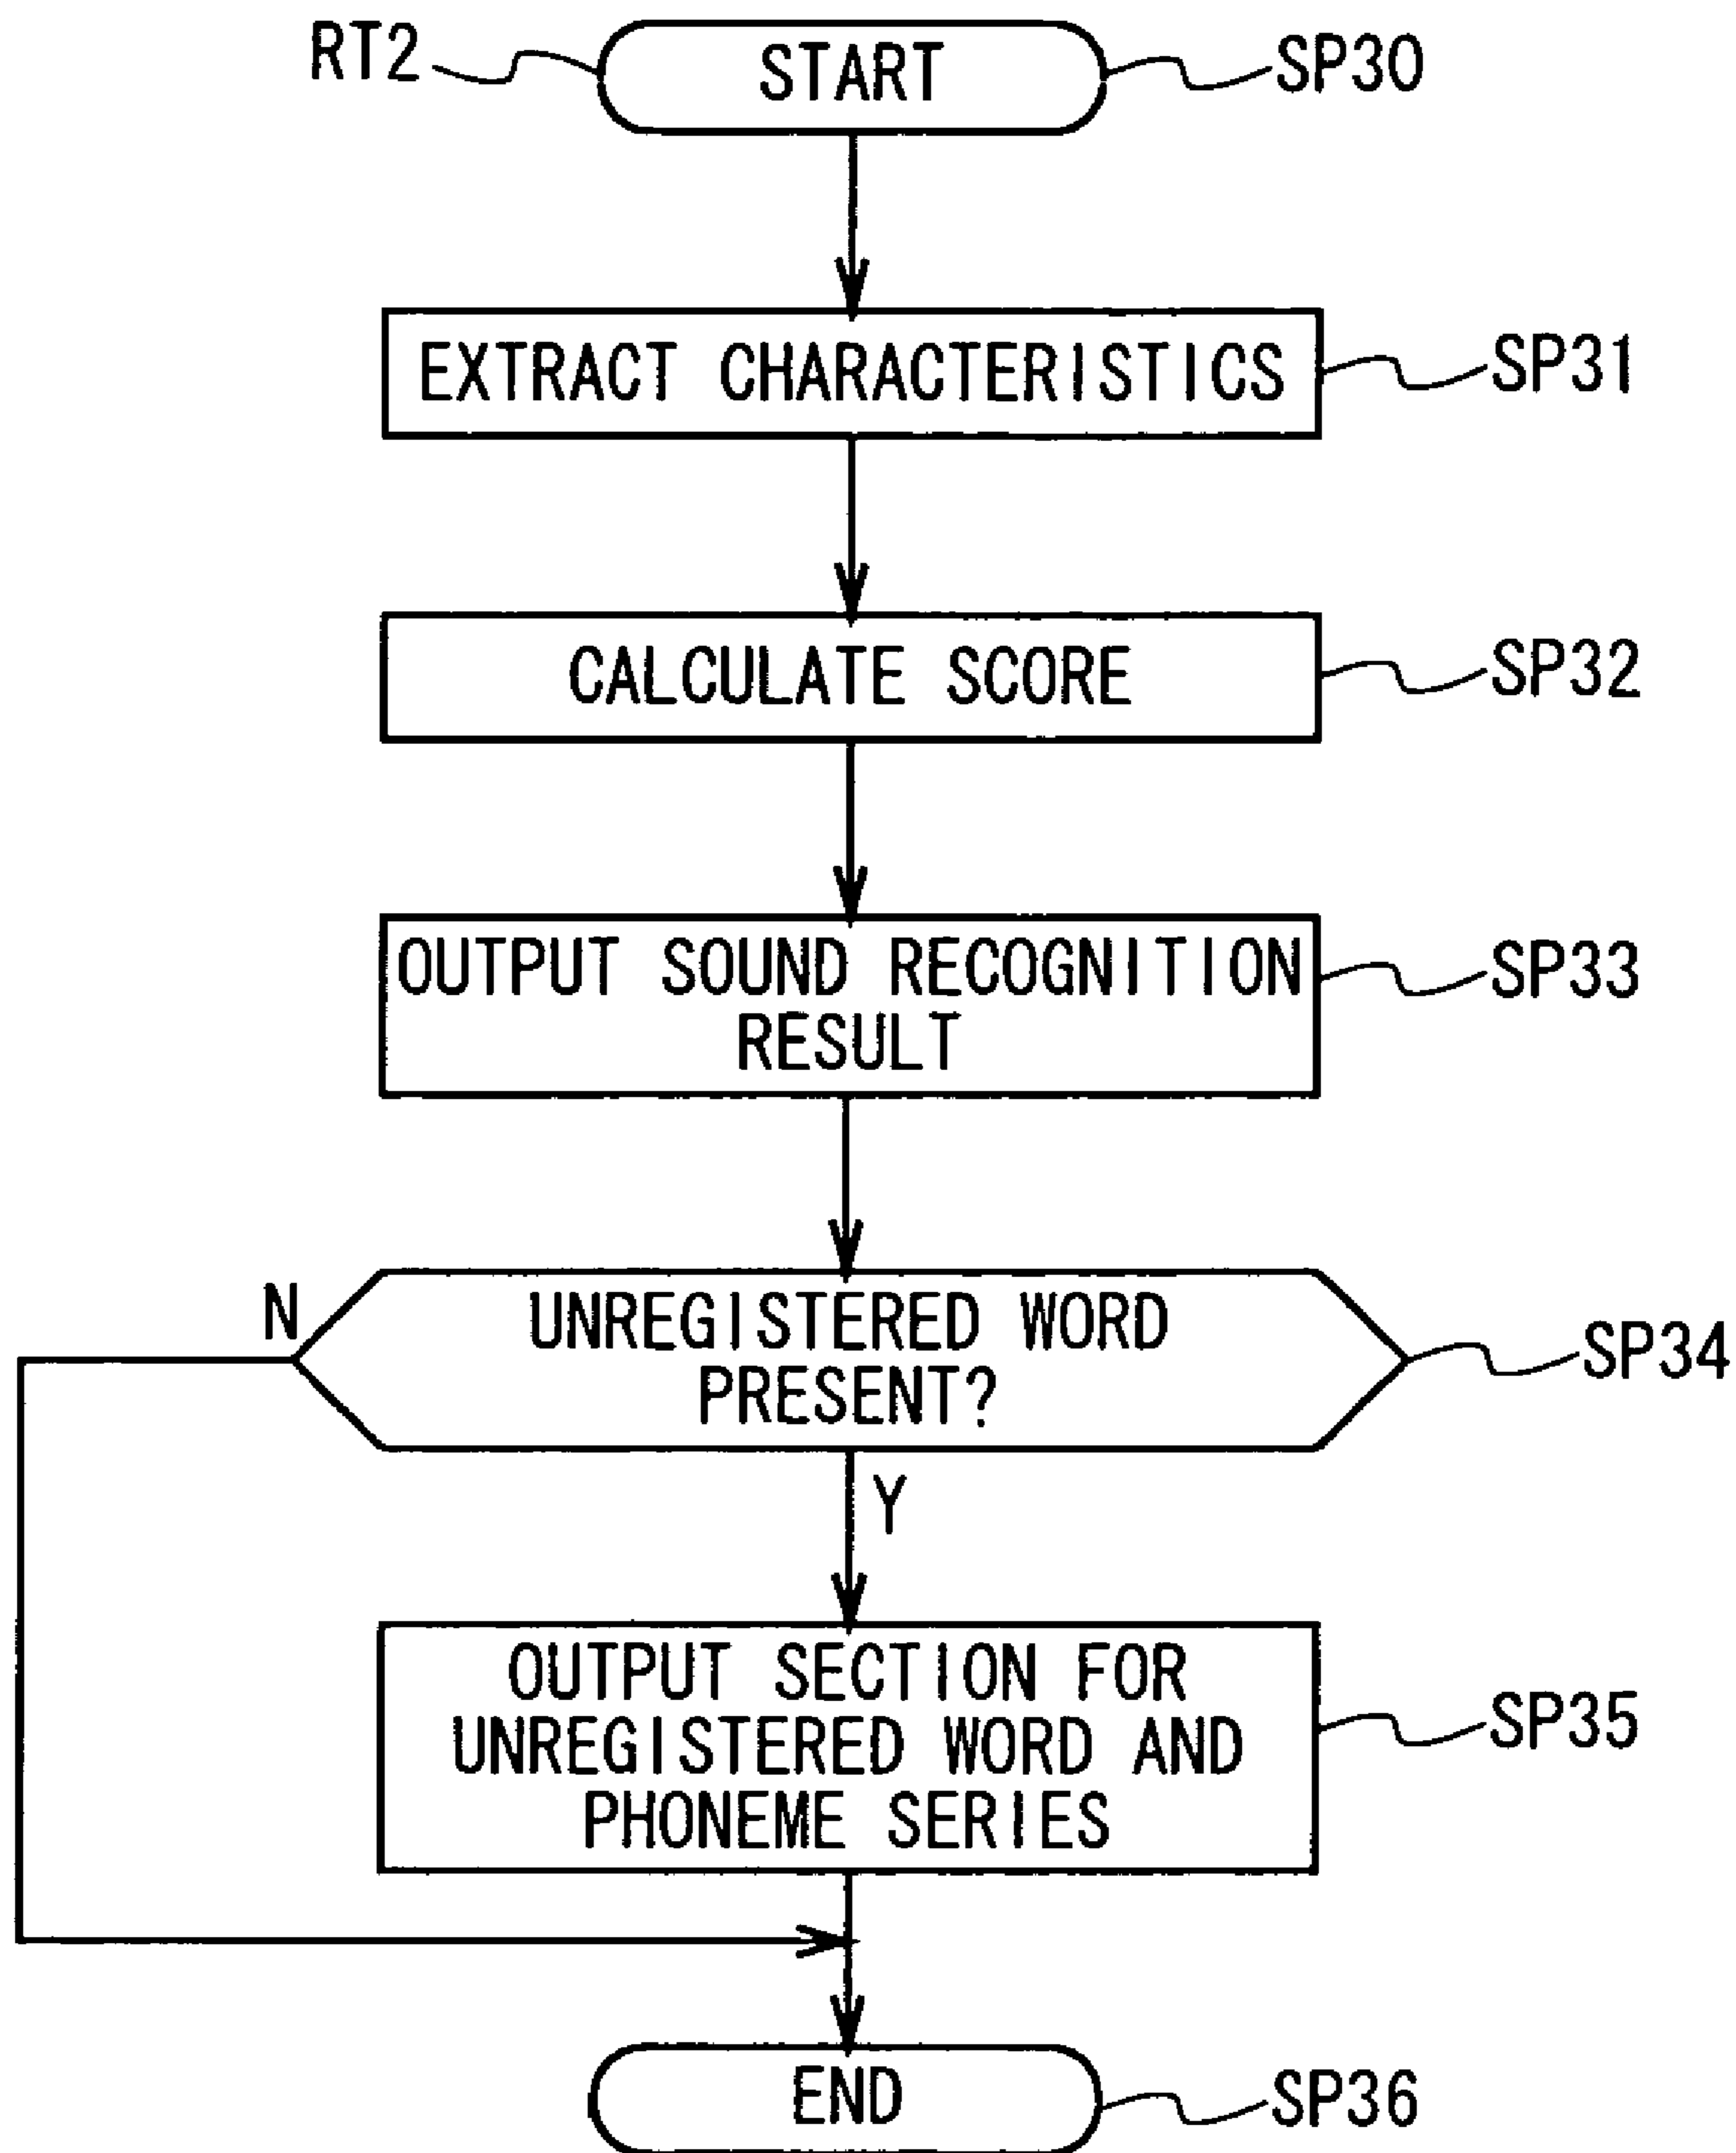 RT2
START
SP30
EXTRACT CHARACTERISTICS
SP31
CALCULATE SCORE
SP32
OUTPUT SOUND RECOGNITION
RESULT
SP33
N
UNREGISTERED WORD
PRESENT?
SP34
Y
OUTPUT SECTION FOR
UNREGISTERED WORD AND
PHONEME SERIES
SP35
END
SP36